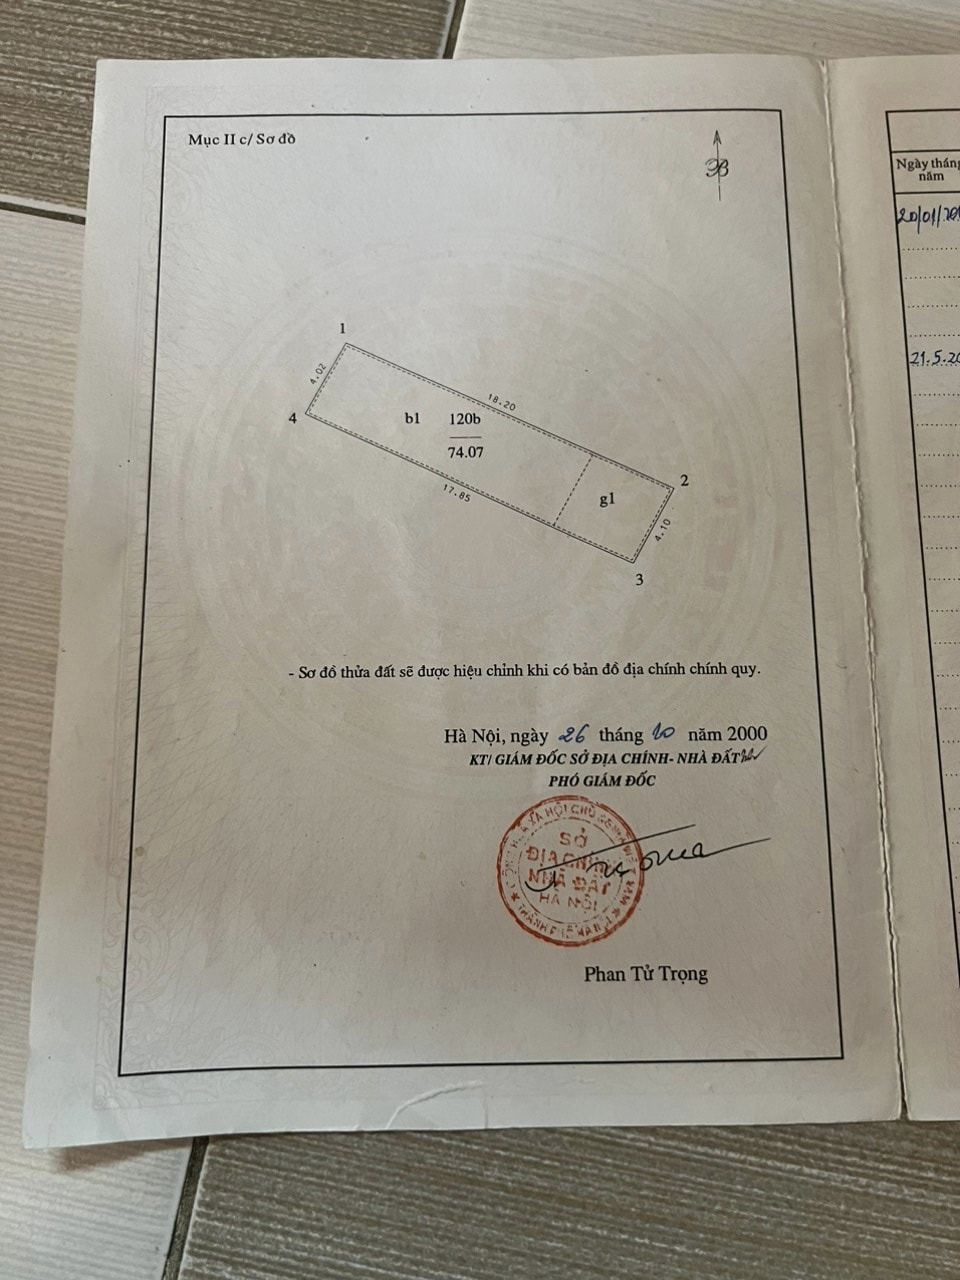 Mục II c/ Sơ đồ
B
1
4.02
18.20
4
b1
120b
74.07
2
17.85
g1
4.10
3
- Sơ đồ thửa đất sẽ được hiệu chỉnh khi có bản đồ địa chính chính quy.
Hà Nội, ngày 26 tháng 10 năm 2000
KT/ GIÁM ĐỐC SỞ ĐỊA CHÍNH- NHÀ ĐẤT
PHÓ GIÁM ĐỐC
SỞ
ĐỊA CHÍNH
NHÀ ĐẤT
HÀ NỘI
Phan Tử Trọng
Ngày tháng
năm
20/01/20
21.5.20